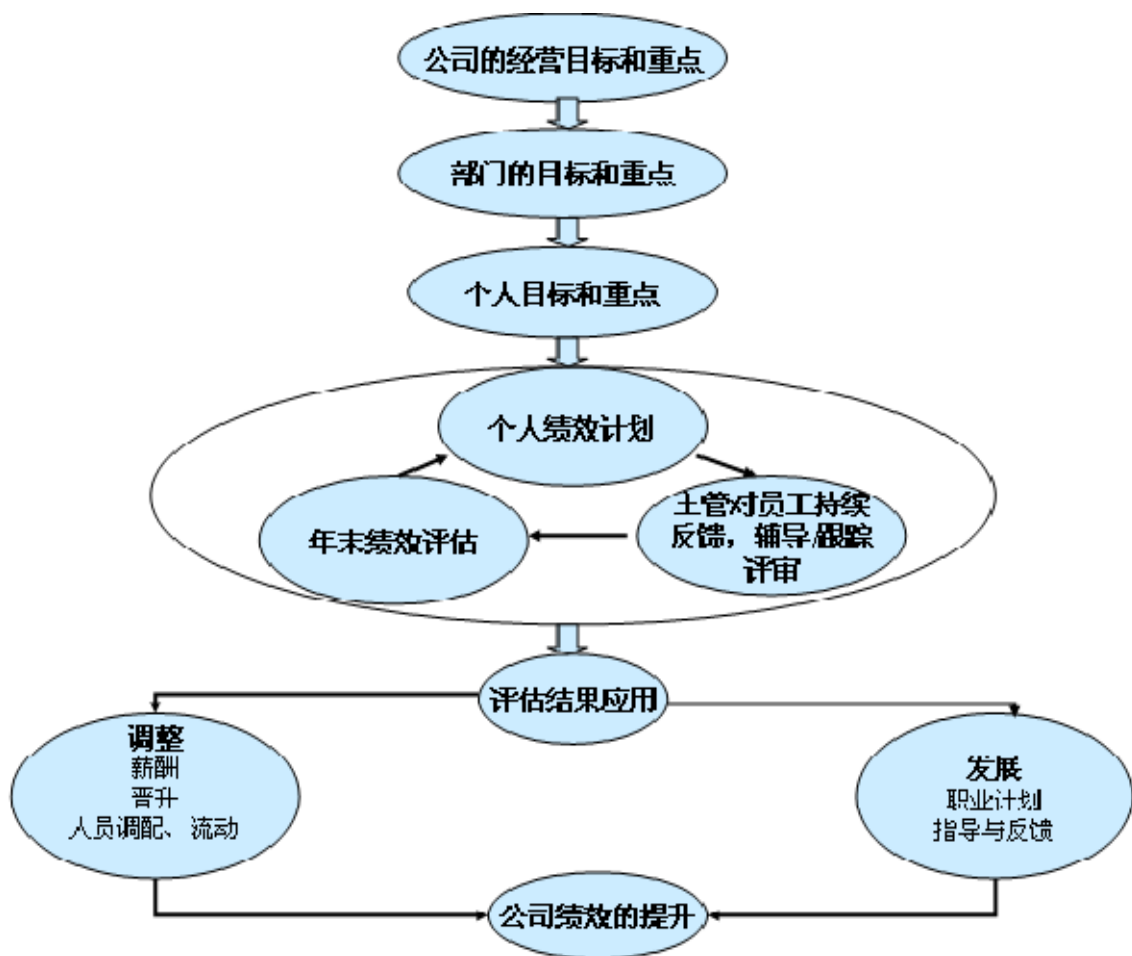 公司的经营目标和重点
部门的目标和重点
个人目标和重点
个人绩效计划
主管对员工持续
反馈，辅导/跟踪
评审
年末绩效评估
评估结果应用
调整
薪酬
晋升
人员调配、流动
发展
职业计划
指导与反馈
公司绩效的提升